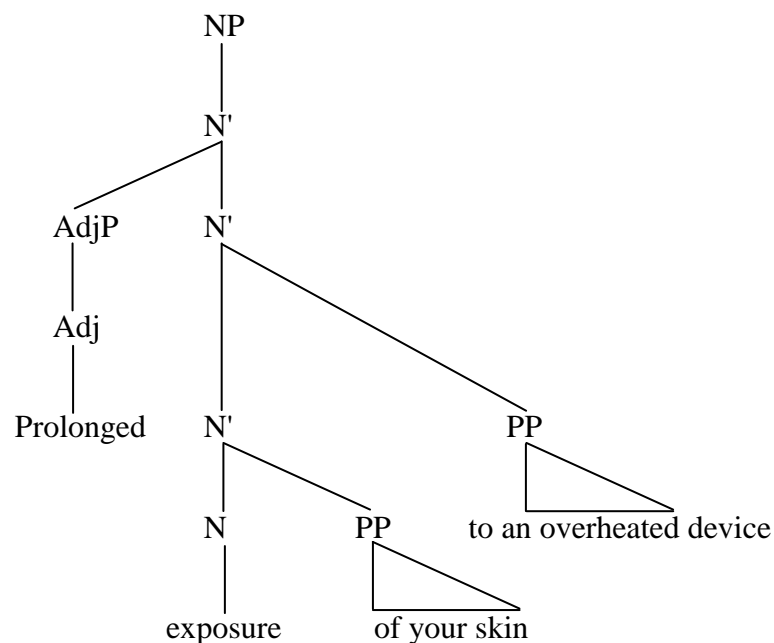 NP
N'
AdjP N'
Adj
Prolonged N' PP
N PP to an overheated device
exposure of your skin